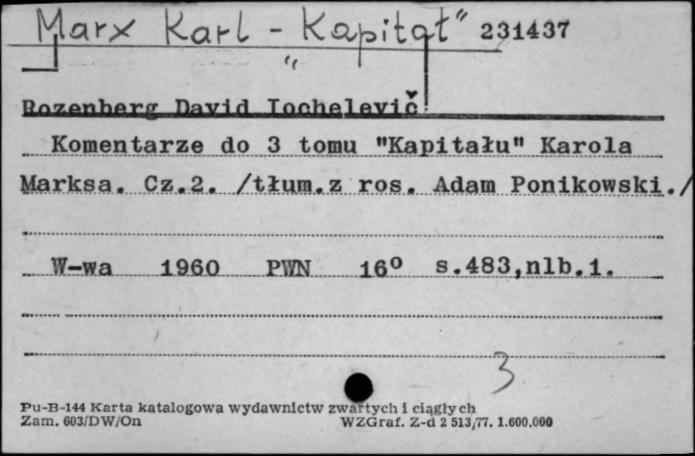 Marx Karl - "Kapitał" 231437
Rozenberg David Iochelevič
Komentarze do 3 tomu "Kapitału" Karola
Marksa. Cz.2. /tłum.z ros. Adam Ponikowski./
W-wa 1960 PWN 16º s.483,nlb.1.
3
Pu-B-144 Karta katalogowa wydawnictw zwartych i ciągłych
Zam. 603/DW/On WZGraf. Z-d 2 513/77. 1.600.000